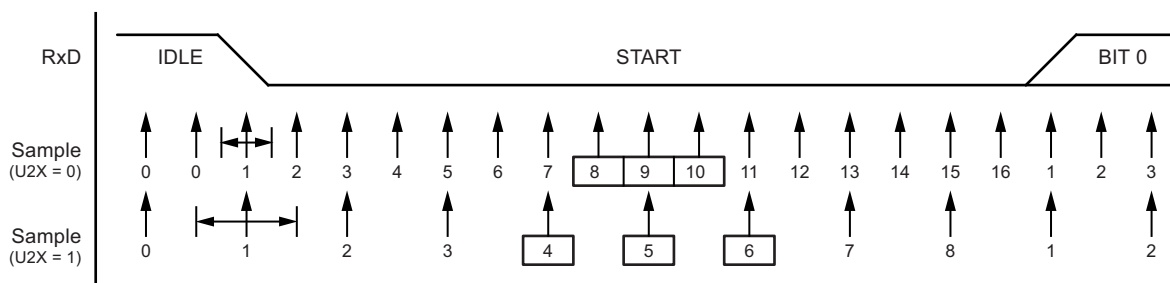 RxD IDLE START BIT 0
Sample
(U2X = 0)
0 0 1 2 3 4 5 6 7 8 9 10 11 12 13 14 15 16 1 2 3
Sample
(U2X = 1)
0 1 2 3 4 5 6 7 8 1 2